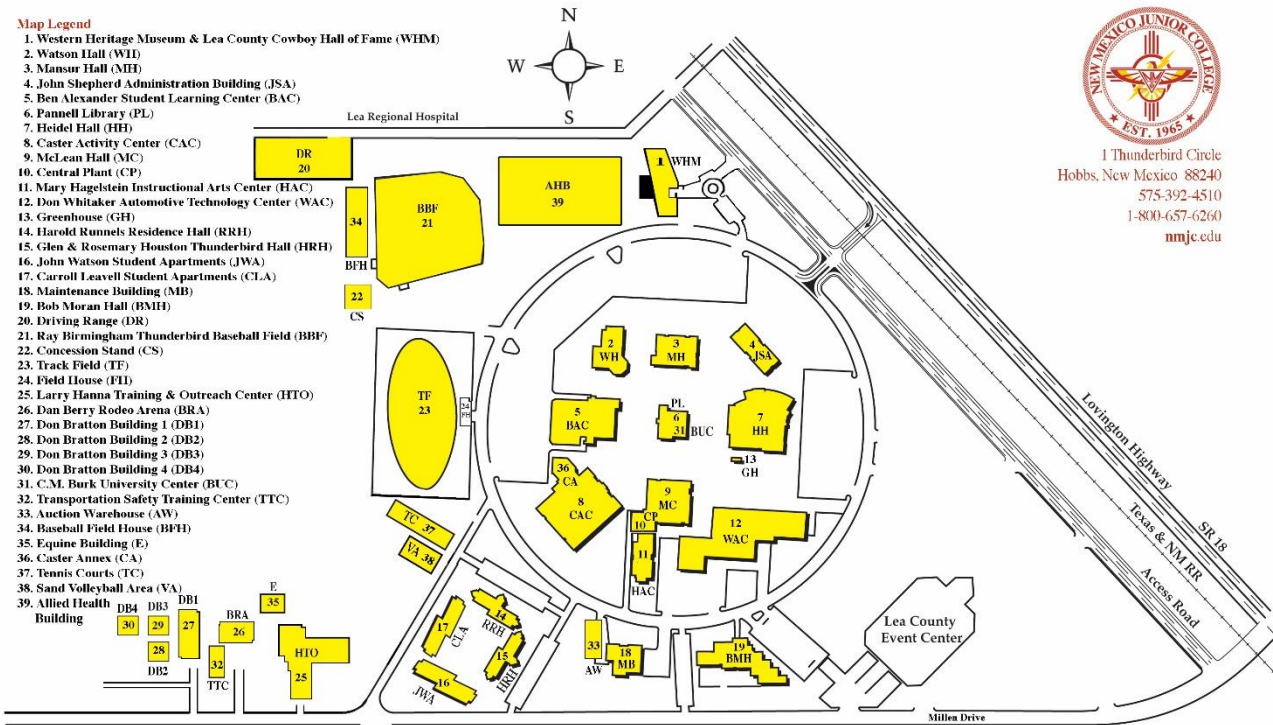 Map Legend
1. Western Heritage Museum & Lea County Cowboy Hall of Fame (WHM)
2. Watson Hall (WH)
3. Mansur Hall (MH)
4. John Shepherd Administration Building (JSA)
5. Ben Alexander Student Learning Center (BAC)
6. Pannell Library (PL)
7. Heidel Hall (HH)
8. Caster Activity Center (CAC)
9. McLean Hall (MC)
10. Central Plant (CP)
11. Mary Hagelstein Instructional Arts Center (HAC)
12. Don Whitaker Automotive Technology Center (WAC)
13. Greenhouse (GH)
14. Harold Runnels Residence Hall (RRH)
15. Glen & Rosemary Houston Thunderbird Hall (HRH)
16. John Watson Student Apartments (JWA)
17. Carroll Leavell Student Apartments (CLA)
18. Maintenance Building (MB)
19. Bob Moran Hall (BMH)
20. Driving Range (DR)
21. Ray Birmingham Thunderbird Baseball Field (BBF)
22. Concession Stand (CS)
23. Track Field (TF)
24. Field House (FH)
25. Larry Hanna Training & Outreach Center (HTO)
26. Dan Berry Rodeo Arena (BRA)
27. Don Bratton Building 1 (DB1)
28. Don Bratton Building 2 (DB2)
29. Don Bratton Building 3 (DB3)
30. Don Bratton Building 4 (DB4)
31. C.M. Burk University Center (BUC)
32. Transportation Safety Training Center (TTC)
33. Auction Warehouse (AW)
34. Baseball Field House (BFH)
35. Equine Building (E)
36. Caster Annex (CA)
37. Tennis Courts (TC)
38. Sand Volleyball Area (VA)
39. Allied Health
Building
N
W E
S
NEW MEXICO JUNIOR COLLEGE
EST. 1965
1 Thunderbird Circle
Hobbs, New Mexico 88240
575-392-4510
1-800-657-6260
nmjc.edu
Lea Regional Hospital
DR
20
34
BFH
BBF
21
22
CS
AHB
39
1
WHM
TF
23
24
FH
2
WH
3
MH
4
JSA
5
BAC
PL
6
31
BUC
7
HH
13
GH
36
CA
8
CAC
9
MC
CP
10
11
HAC
12
WAC
TC 37
VA 38
17
CLA
14
RRH
15
HRH
16
JWA
33
AW
18
MB
19
BMH
Lea County
Event Center
Lovington Highway
SR 18
Texas & NM RR
Access Road
Millen Drive
DB4
30
DB3
29
28
DB2
DB1
27
BRA
26
32
TTC
E
35
HTO
25